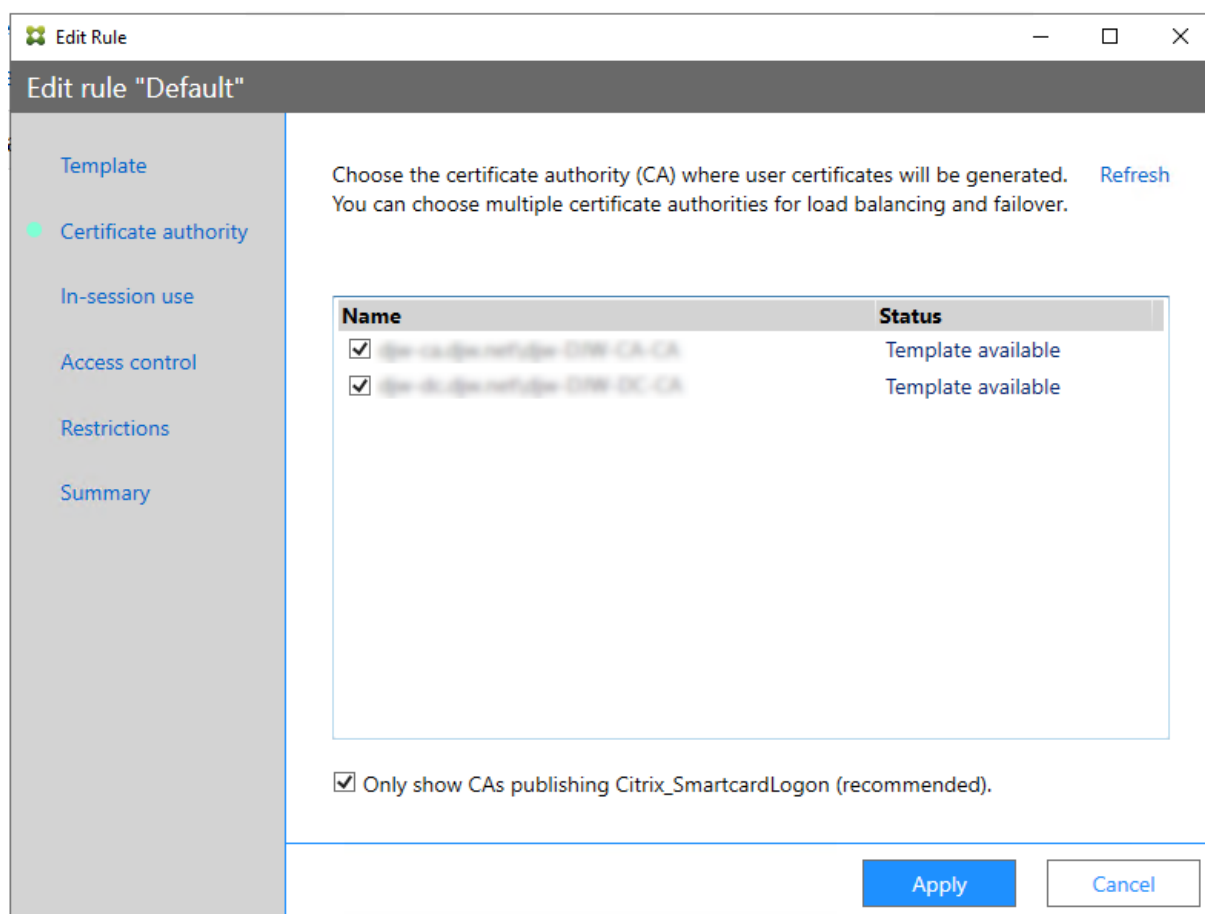 Edit Rule
Edit rule "Default"
Template
Certificate authority
In-session use
Access control
Restrictions
Summary
Choose the certificate authority (CA) where user certificates will be generated.
You can choose multiple certificate authorities for load balancing and failover.
Refresh
Name Status
Template available
Template available
Only show CAs publishing Citrix_SmartcardLogon (recommended).
Apply Cancel